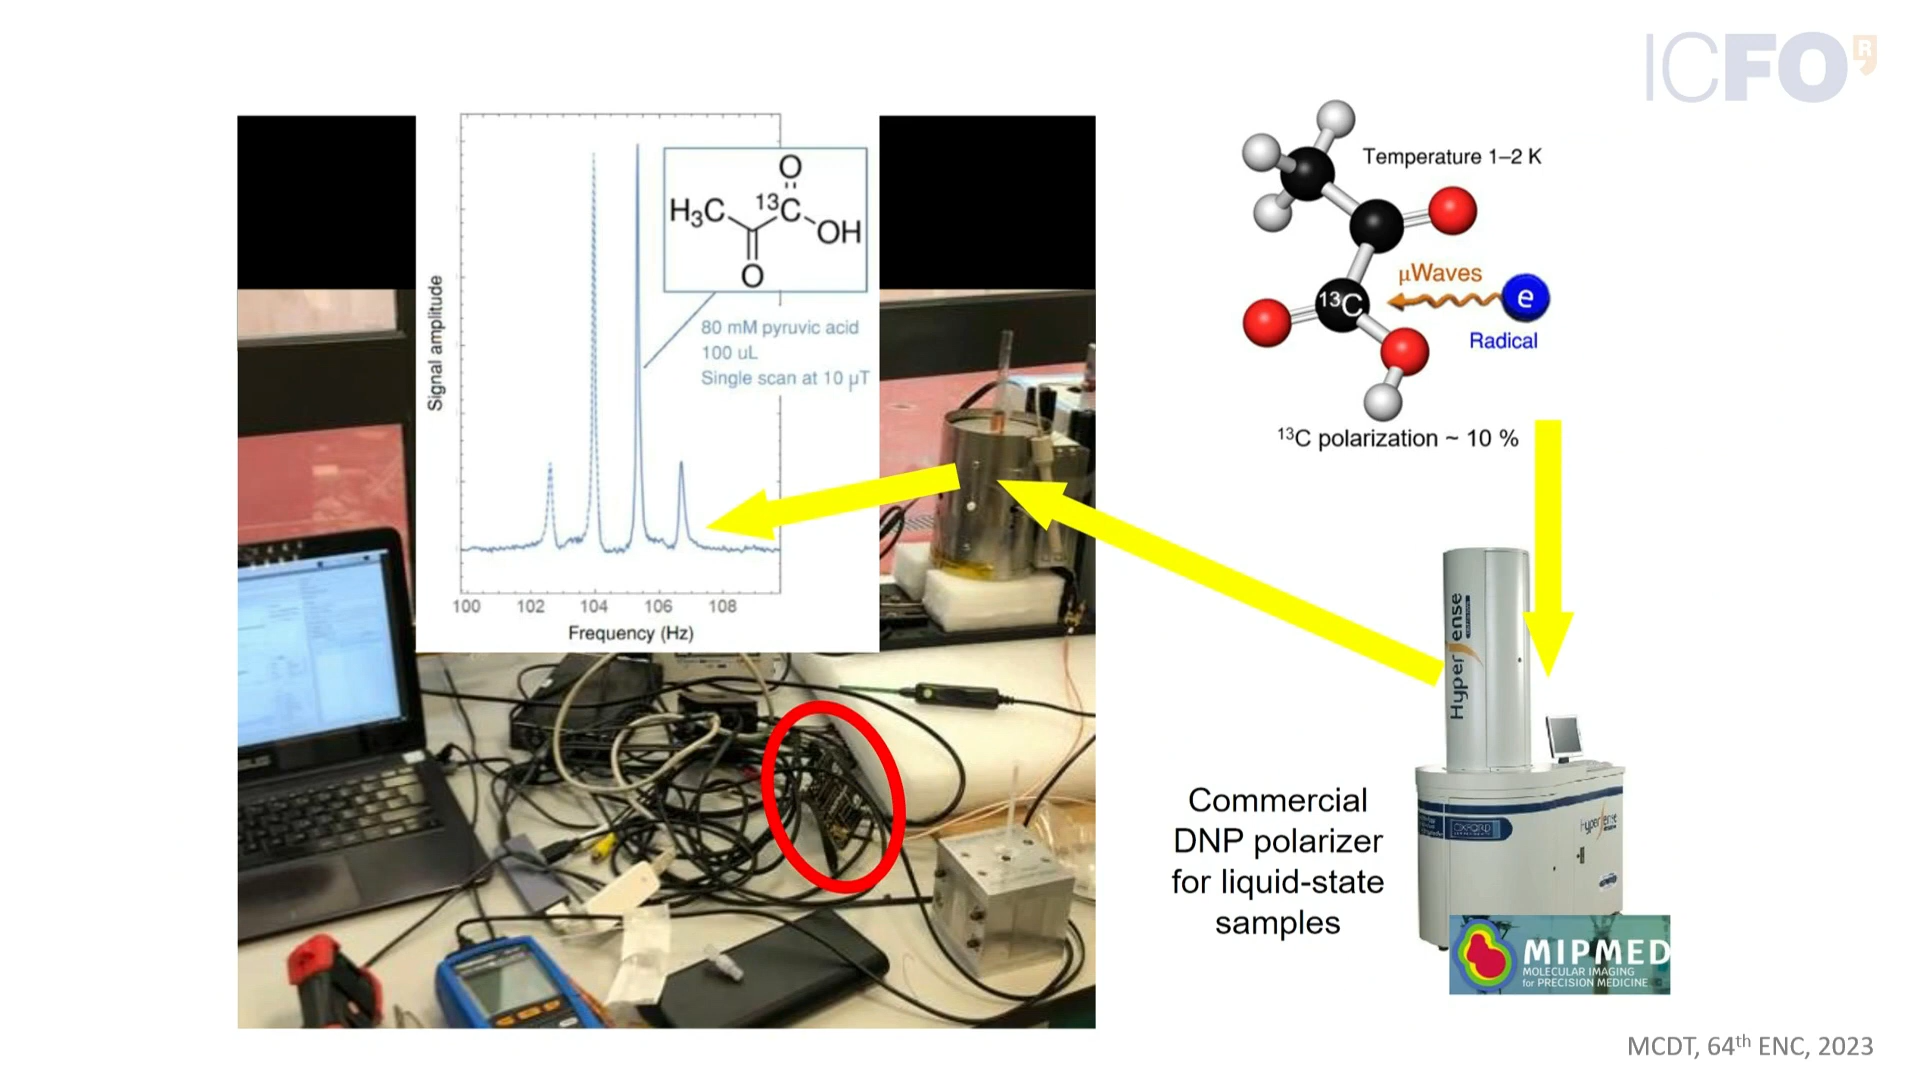 ICFO
R
Signal amplitude
O
H₃C
¹³C
OH
O
80 mM pyruvic acid
100 uL
Single scan at 10 µT
100 102 104 106 108
Frequency (Hz)
Temperature 1–2 K
µWaves
e
¹³C
Radical
¹³C polarization ~ 10 %
HyperSense
Commercial
DNP polarizer
for liquid-state
samples
OXFORD
HyperSense
MIPMED
MOLECULAR IMAGING
for PRECISION MEDICINE
MCDT, 64th ENC, 2023